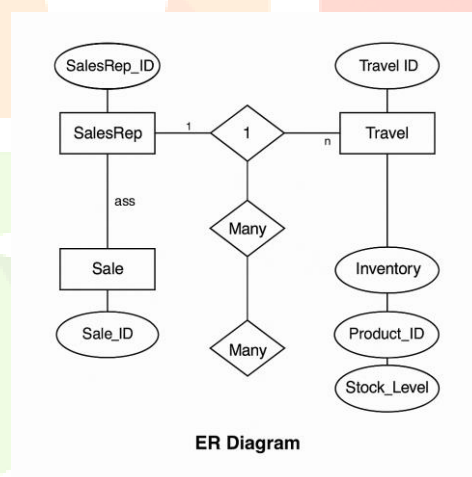 SalesRep_ID
Travel ID
SalesRep
1
1
n
Travel
ass
Many
Sale
Inventory
Sale_ID
Many
Product_ID
Stock_Level
ER Diagram